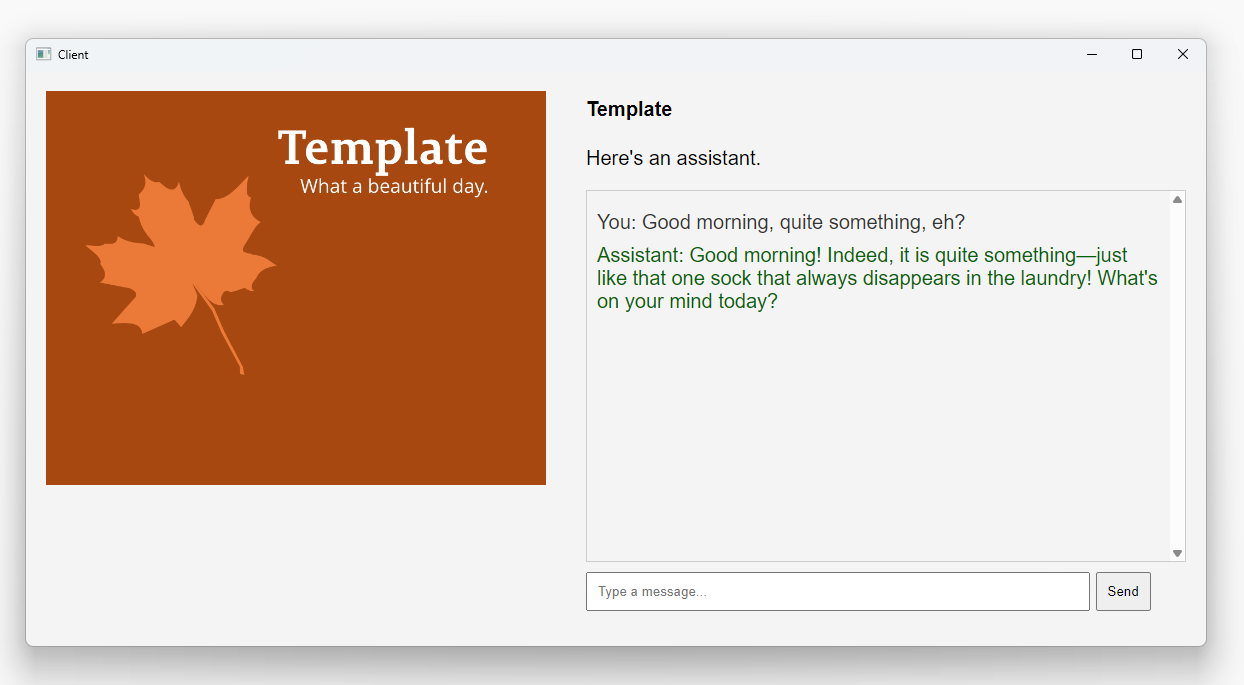 Client
Template
What a beautiful day.
Template
Here's an assistant.
You: Good morning, quite something, eh?
Assistant: Good morning! Indeed, it is quite something—just
like that one sock that always disappears in the laundry! What's
on your mind today?
Type a message...
Send